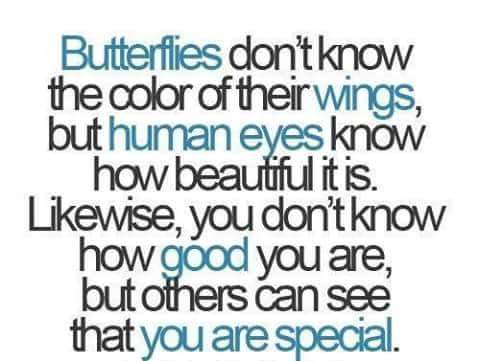 Butterflies don't know
the color of their wings,
but human eyes know
how beautiful it is.
Likewise, you don't know
how good you are,
but others can see
that you are special.